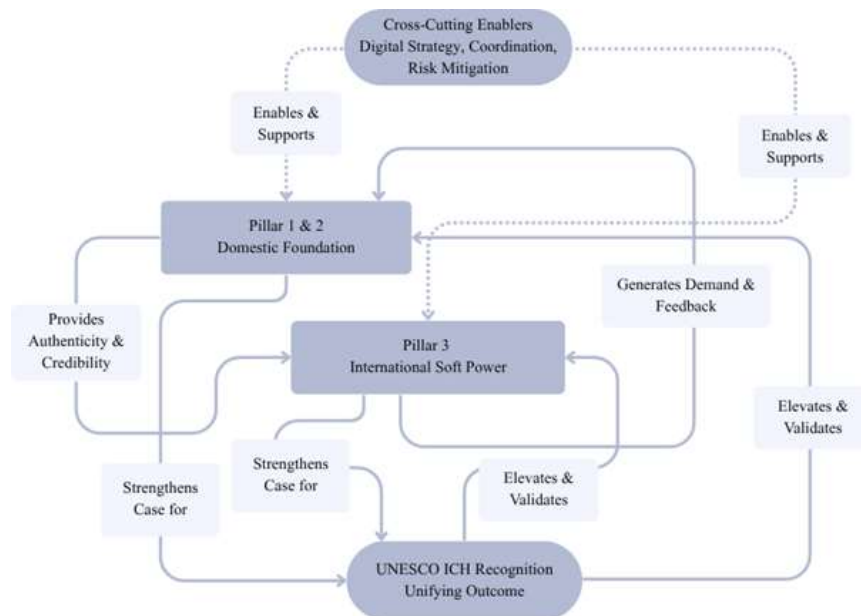 Cross-Cutting Enablers
Digital Strategy, Coordination,
Risk Mitigation
Enables &
Supports
Enables &
Supports
Pillar 1 & 2
Domestic Foundation
Generates Demand &
Feedback
Provides
Authenticity &
Credibility
Pillar 3
International Soft Power
Elevates &
Validates
Strengthens
Case for
Strengthens
Case for
Elevates &
Validates
UNESCO ICH Recognition
Unifying Outcome